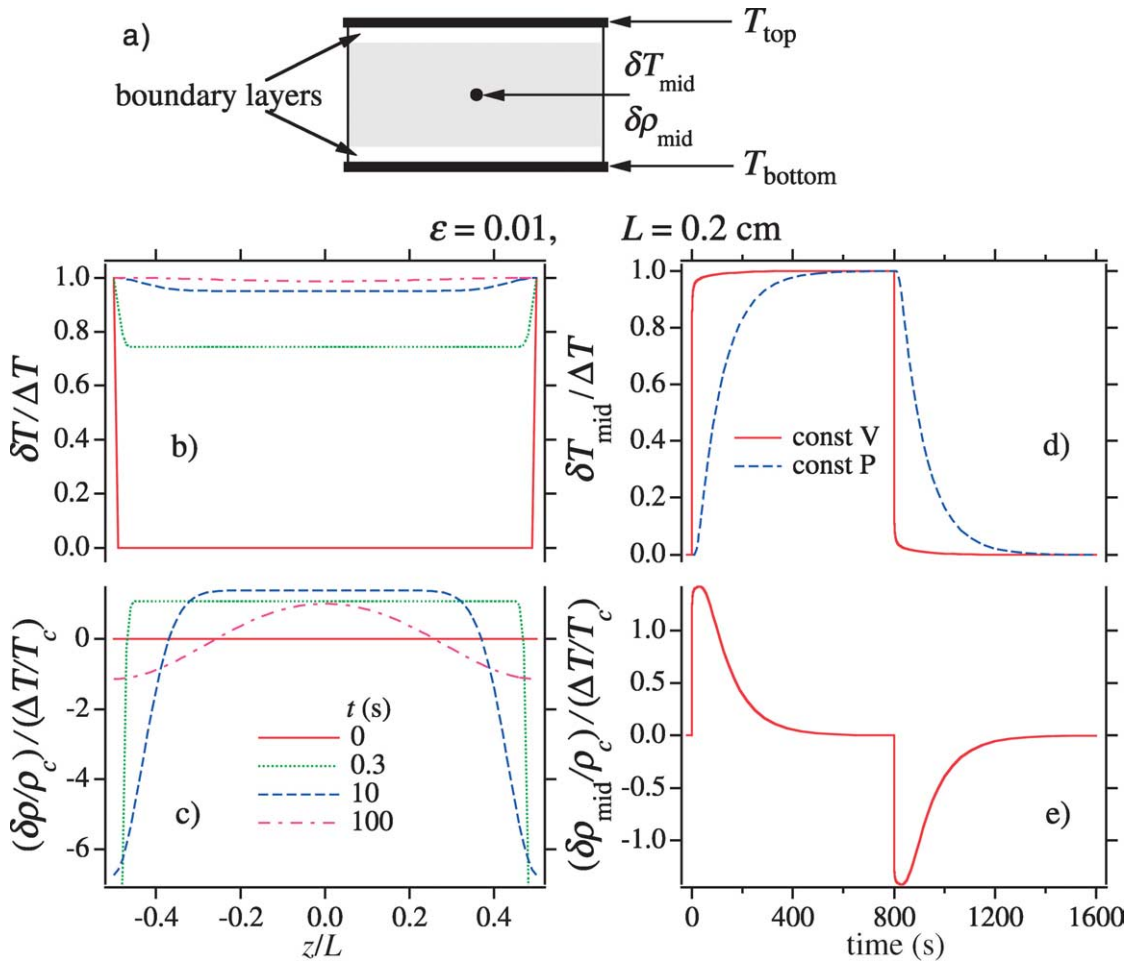 a)
T_top
δT_mid
boundary layers
δρ_mid
T_bottom
ε = 0.01, L = 0.2 cm
1.0
0.8
0.6
0.4
0.2
0.0
δT/ΔT
b)
1.0
0.8
0.6
0.4
0.2
0.0
δT_mid/ΔT
const V
const P
d)
0
-2
-4
-6
(δρ/ρ_c)/(ΔT/T_c)
t (s)
0
0.3
10
100
c)
-0.4 -0.2 0.0 0.2 0.4
z/L
1.0
0.5
0.0
-0.5
-1.0
(δρ_mid/ρ_c)/(ΔT/T_c)
e)
0 400 800 1200 1600
time (s)